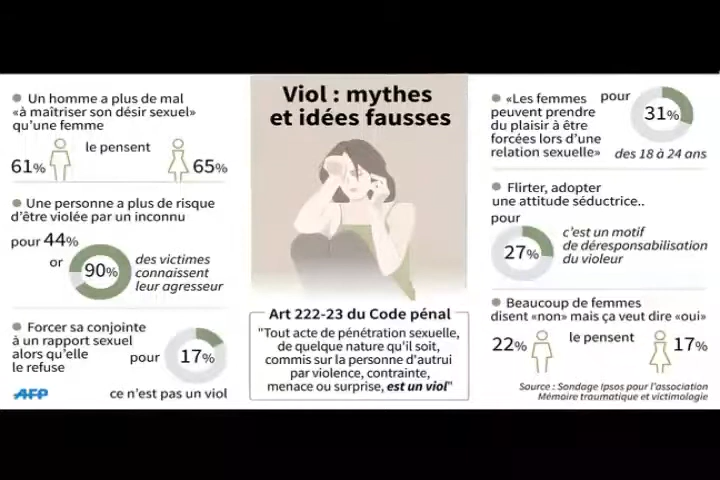 Viol : mythes
et idées fausses
● Un homme a plus de mal
«à maîtriser son désir sexuel»
qu'une femme
le pensent
61% 65%
● Une personne a plus de risque
d'être violée par un inconnu
pour 44%
or 90% des victimes
connaissent
leur agresseur
● Forcer sa conjointe
à un rapport sexuel
alors qu'elle
le refuse
pour 17%
ce n'est pas un viol
AFP
Art 222-23 du Code pénal
"Tout acte de pénétration sexuelle,
de quelque nature qu'il soit,
commis sur la personne d'autrui
par violence, contrainte,
menace ou surprise, est un viol"
● «Les femmes
peuvent prendre
du plaisir à être
forcées lors d'une
relation sexuelle»
pour 31%
des 18 à 24 ans
● Flirter, adopter
une attitude séductrice..
pour
27%
c'est un motif
de déresponsabilisation
du violeur
● Beaucoup de femmes
disent «non» mais ça veut dire «oui»
22% le pensent 17%
Source : Sondage Ipsos pour l'association
Mémoire traumatique et victimologie